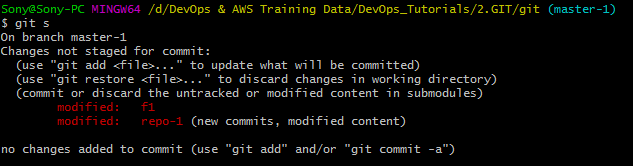 Sony@Sony-PC MINGW64 /d/DevOps & AWS Training Data/DevOps_Tutorials/2.GIT/git (master-1)
$ git s
On branch master-1
Changes not staged for commit:
  (use "git add <file>..." to update what will be committed)
  (use "git restore <file>..." to discard changes in working directory)
  (commit or discard the untracked or modified content in submodules)
        modified:   f1
        modified:   repo-1 (new commits, modified content)
no changes added to commit (use "git add" and/or "git commit -a")